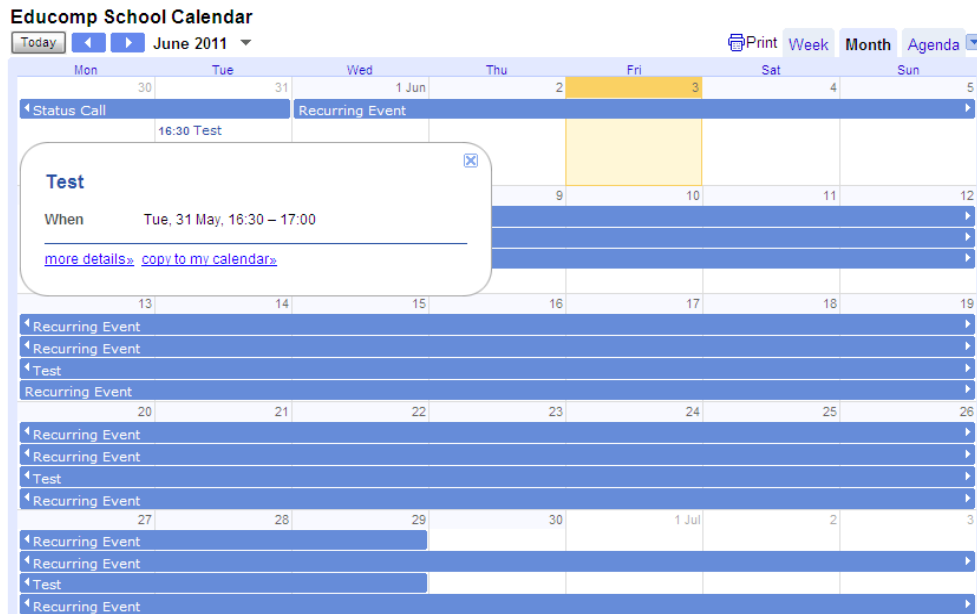 Educomp School Calendar
Today June 2011 Print Week Month Agenda
Mon Tue Wed Thu Fri Sat Sun
30 31 1 Jun 2 3 4 5
Status Call Recurring Event
16:30 Test
Test
When Tue, 31 May, 16:30 – 17:00
more details» copy to my calendar»
9 10 11 12
13 14 15 16 17 18 19
Recurring Event
Recurring Event
Test
Recurring Event
20 21 22 23 24 25 26
Recurring Event
Recurring Event
Test
Recurring Event
27 28 29 30 1 Jul 2 3
Recurring Event
Recurring Event
Test
Recurring Event